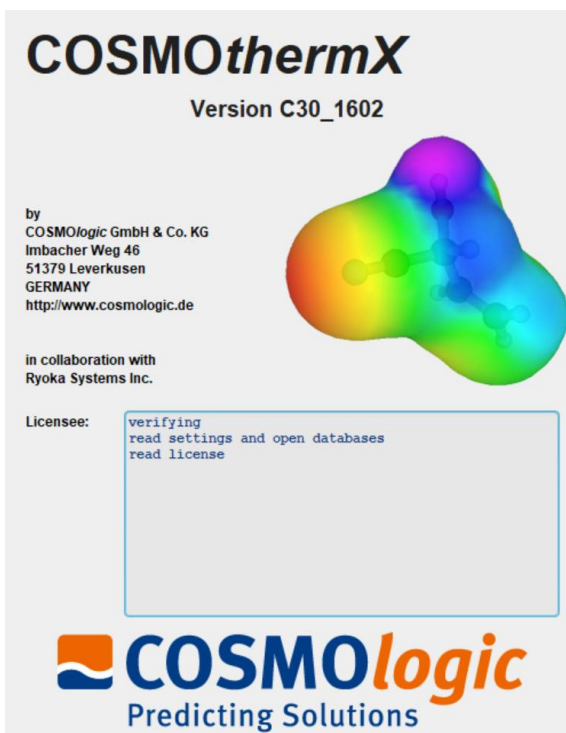 COSMOthermX
Version C30_1602
by
COSMOlogic GmbH & Co. KG
Imbacher Weg 46
51379 Leverkusen
GERMANY
http://www.cosmologic.de
in collaboration with
Ryoka Systems Inc.
Licensee:
verifying
read settings and open databases
read license
COSMOlogic
Predicting Solutions